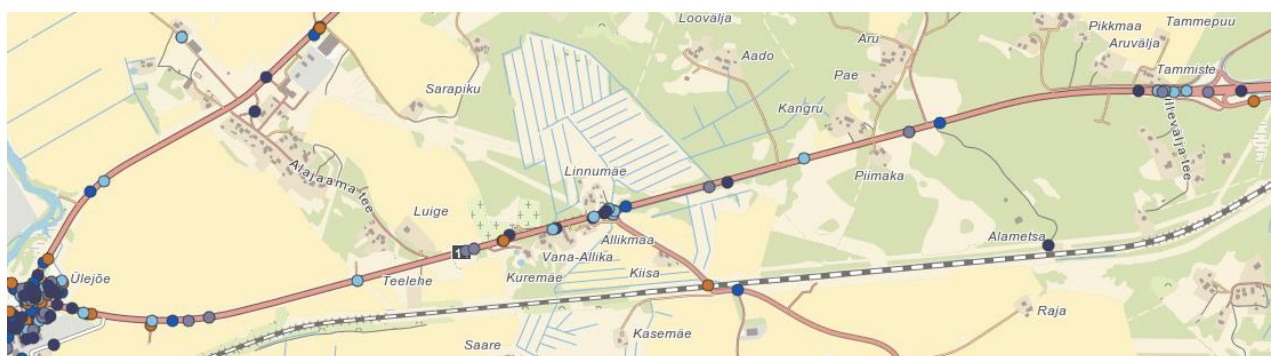 Loovälja
Pikkmaa
Tammepuu
Aru
Aruvälja
Aado
Tammiste
Pae
Sarapiku
Kangru
Linnumäe
Alajaama tee
Piimaka
Luige
Allikmaa
Alametsa
1
Vana-Allika
Ülejõe
Teelehe
Kuremäe
Kiisa
Raja
Kasemäe
Saare